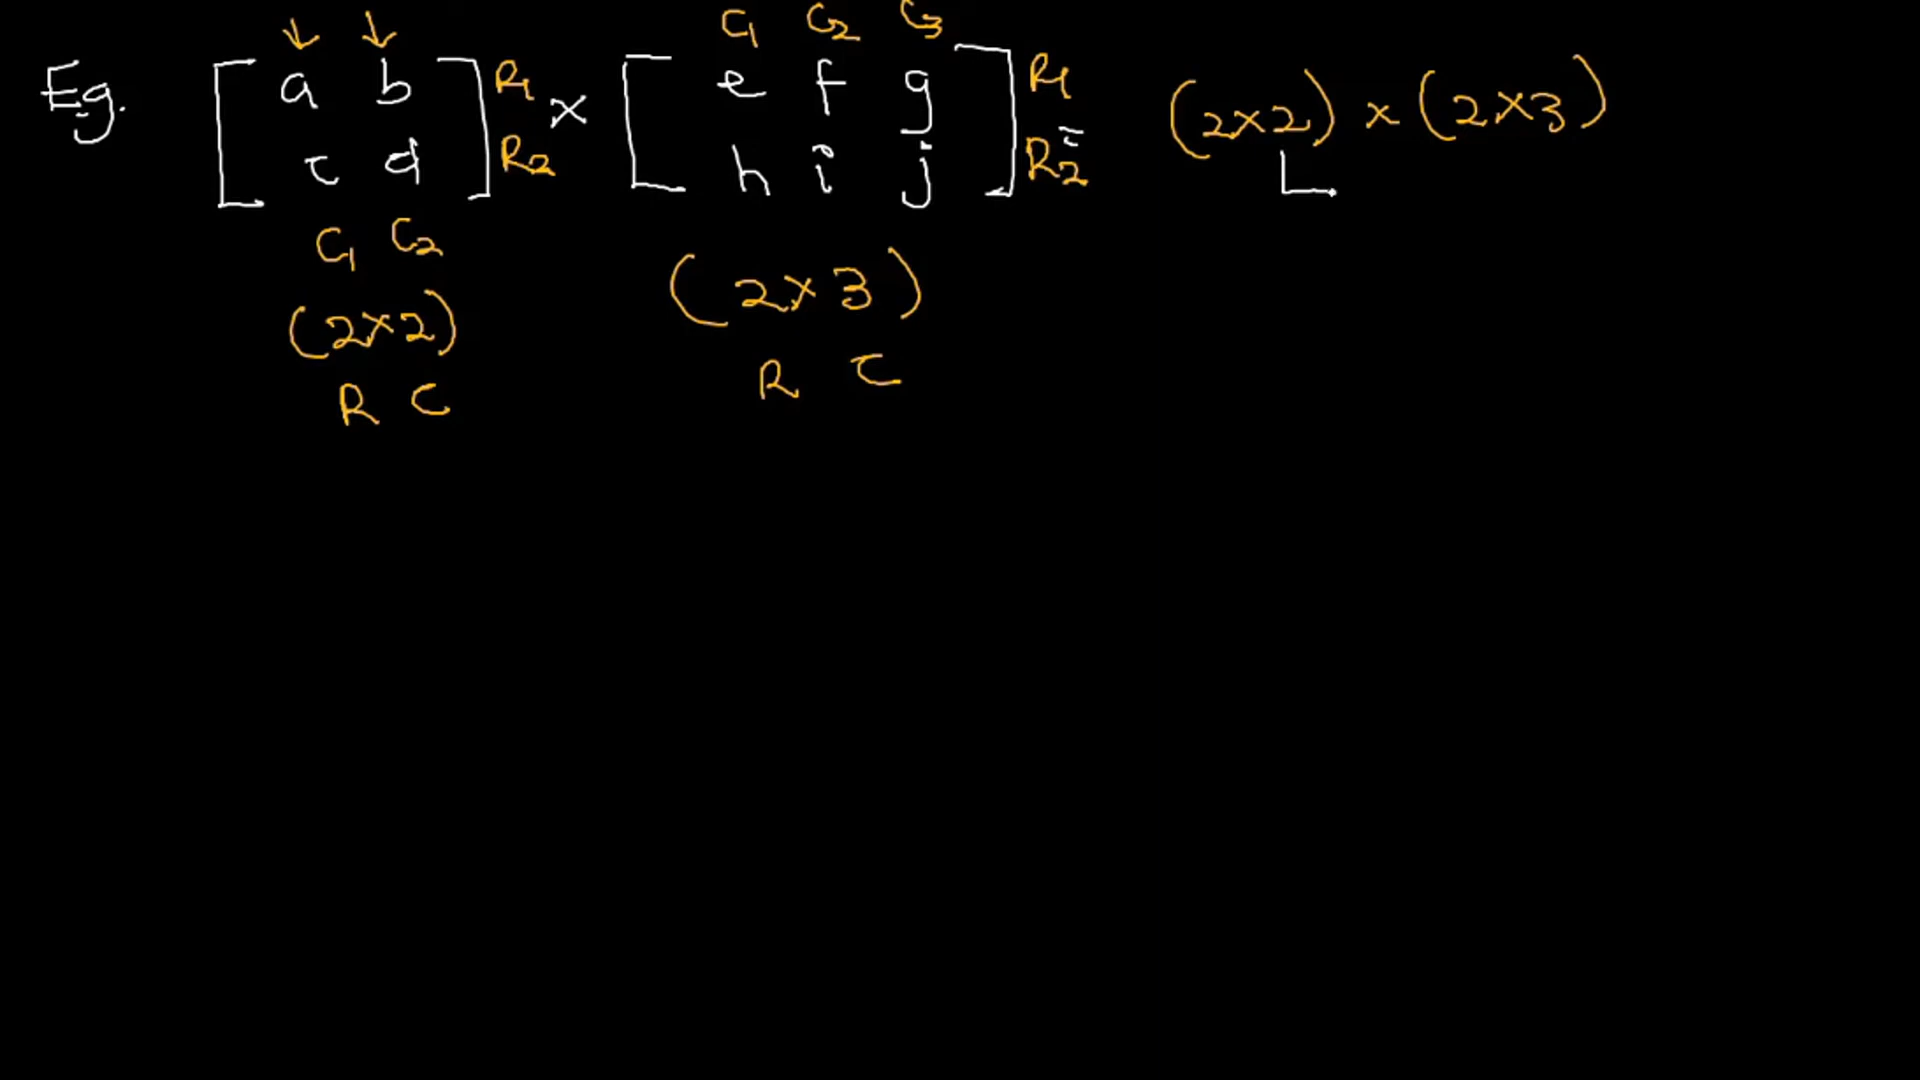 ↓ ↓ C1 C2 C3
Eg. [ a b ] R1 × [ e f g ] R1 (2×2) × (2×3)
[ c d ] R2 [ h i j ] R2 =
C1 C2
(2×2) (2×3)
R C R C